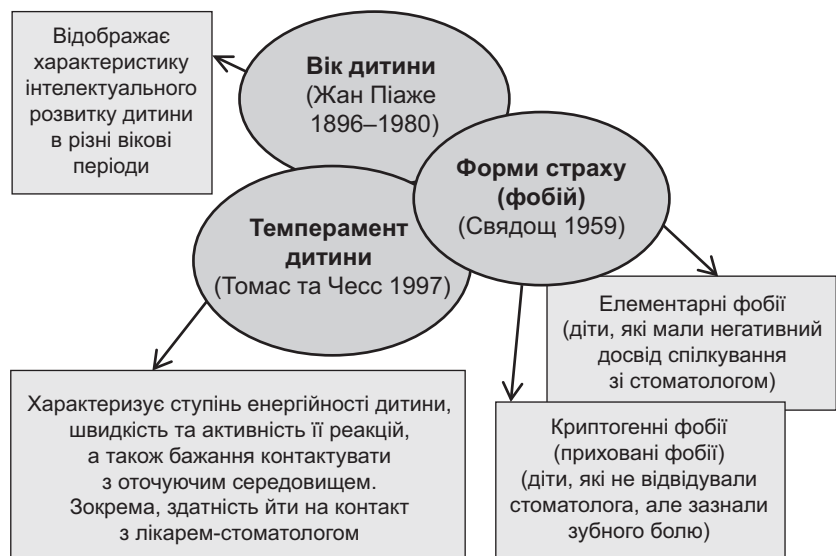 Відображає
характеристику
інтелектуального
розвитку дитини
в різні вікові
періоди
Вік дитини
(Жан Піаже
1896–1980)
Форми страху
(фобій)
(Свядощ 1959)
Темперамент
дитини
(Томас та Чесс 1997)
Елементарні фобії
(діти, які мали негативний
досвід спілкування
зі стоматологом)
Характеризує ступінь енергійності дитини,
швидкість та активність її реакцій,
а також бажання контактувати
з оточуючим середовищем.
Зокрема, здатність йти на контакт
з лікарем-стоматологом
Криптогенні фобії
(приховані фобії)
(діти, які не відвідували
стоматолога, але зазнали
зубного болю)